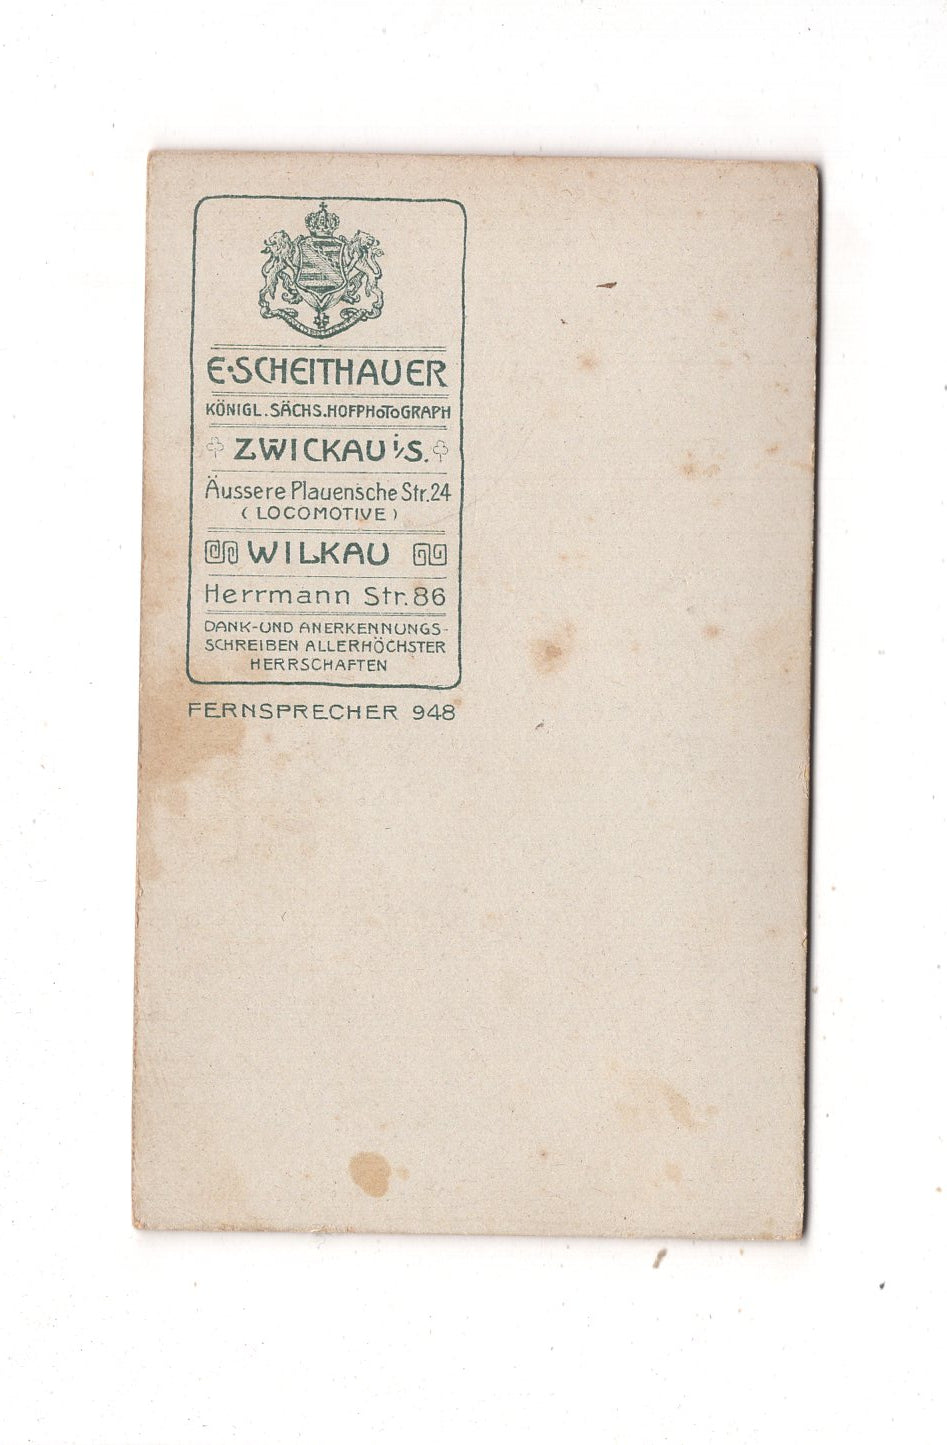 E·SCHEITHAUER
KÖNIGL. SÄCHS. HOFPHOTOGRAPH
ZWICKAU i/S.
Äussere Plauensche Str. 24
(LOCOMOTIVE)
WILKAU
Herrmann Str. 86
DANK-UND ANERKENNUNGS-
SCHREIBEN ALLERHÖCHSTER
HERRSCHAFTEN
FERNSPRECHER 948